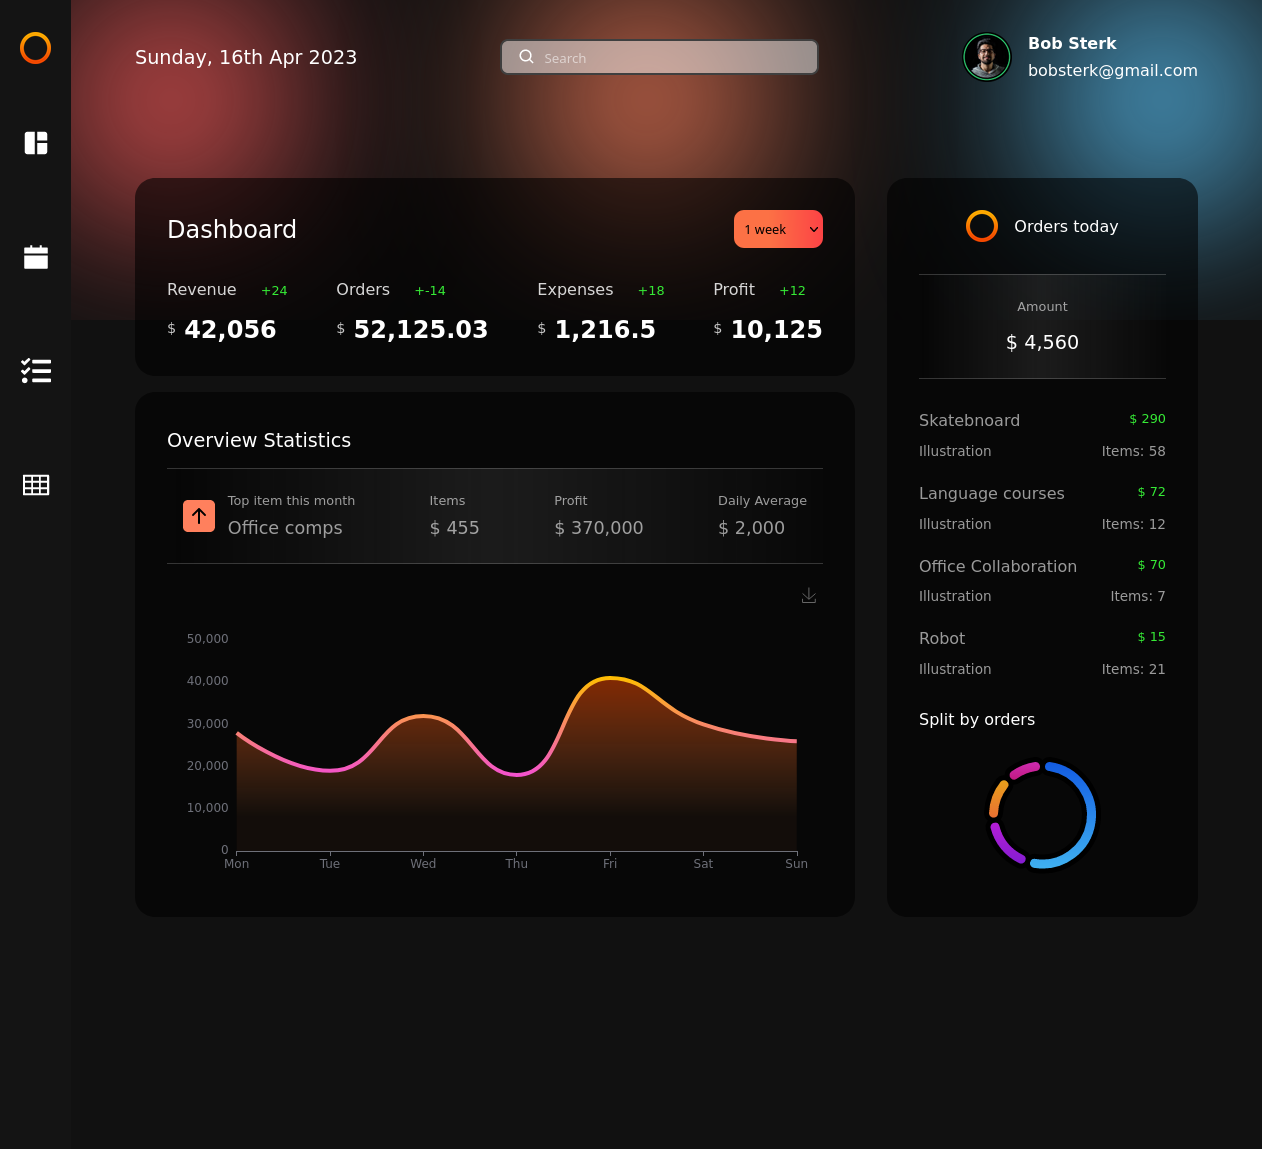 Sunday, 16th Apr 2023
Search
Bob Sterk
bobsterk@gmail.com
Dashboard
1 week
Revenue +24
$ 42,056
Orders +-14
$ 52,125.03
Expenses +18
$ 1,216.5
Profit +12
$ 10,125
Overview Statistics
Top item this month
Office comps
Items
$ 455
Profit
$ 370,000
Daily Average
$ 2,000
50,000
40,000
30,000
20,000
10,000
0
Mon Tue Wed Thu Fri Sat Sun
Orders today
Amount
$ 4,560
Skateboard $ 290
Illustration Items: 58
Language courses $ 72
Illustration Items: 12
Office Collaboration $ 70
Illustration Items: 7
Robot $ 15
Illustration Items: 21
Split by orders